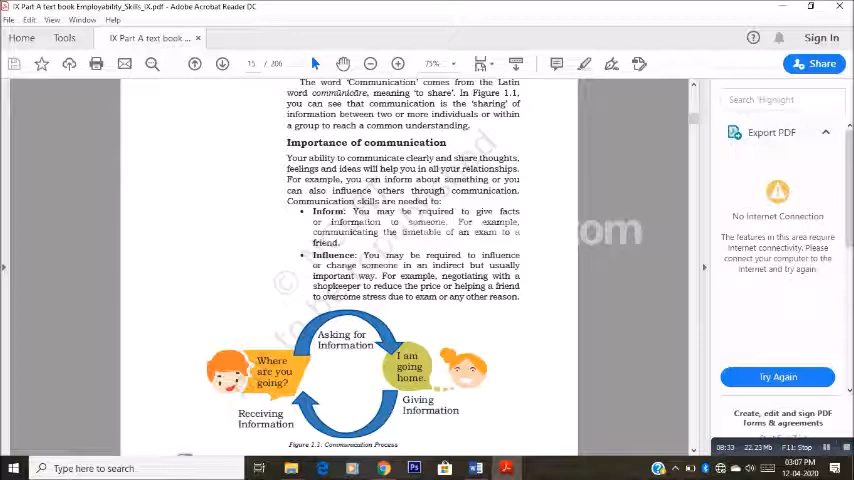 IX Part A text book Employability_Skills_IX.pdf - Adobe Acrobat Reader DC
File Edit View Window Help
Home Tools IX Part A text book ... × Sign In
15 / 206 75% Share
The word 'Communication' comes from the Latin
word commūnicāre, meaning 'to share'. In Figure 1.1,
you can see that communication is the 'sharing' of
information between two or more individuals or within
a group to reach a common understanding.
Importance of communication
Your ability to communicate clearly and share thoughts,
feelings and ideas will help you in all your relationships.
For example, you can inform about something or you
can also influence others through communication.
Communication skills are needed to:
• Inform: You may be required to give facts
or information to someone. For example,
communicating the timetable of an exam to a
friend.
• Influence: You may be required to influence
or change someone in an indirect but usually
important way. For example, negotiating with a
shopkeeper to reduce the price or helping a friend
to overcome stress due to exam or any other reason.
Asking for
Information
Where
are you
going?
I am
going
home.
Giving
Information
Receiving
Information
Figure 1.1: Communication Process
.com
Search 'Highlight
Export PDF
No Internet Connection
The features in this area require
Internet connectivity. Please
connect your computer to the
Internet and try again
Try Again
Create, edit and sign PDF
forms & agreements
08:33 22.23 Mb F11: Stop
Type here to search
03:07 PM
12-04-2020